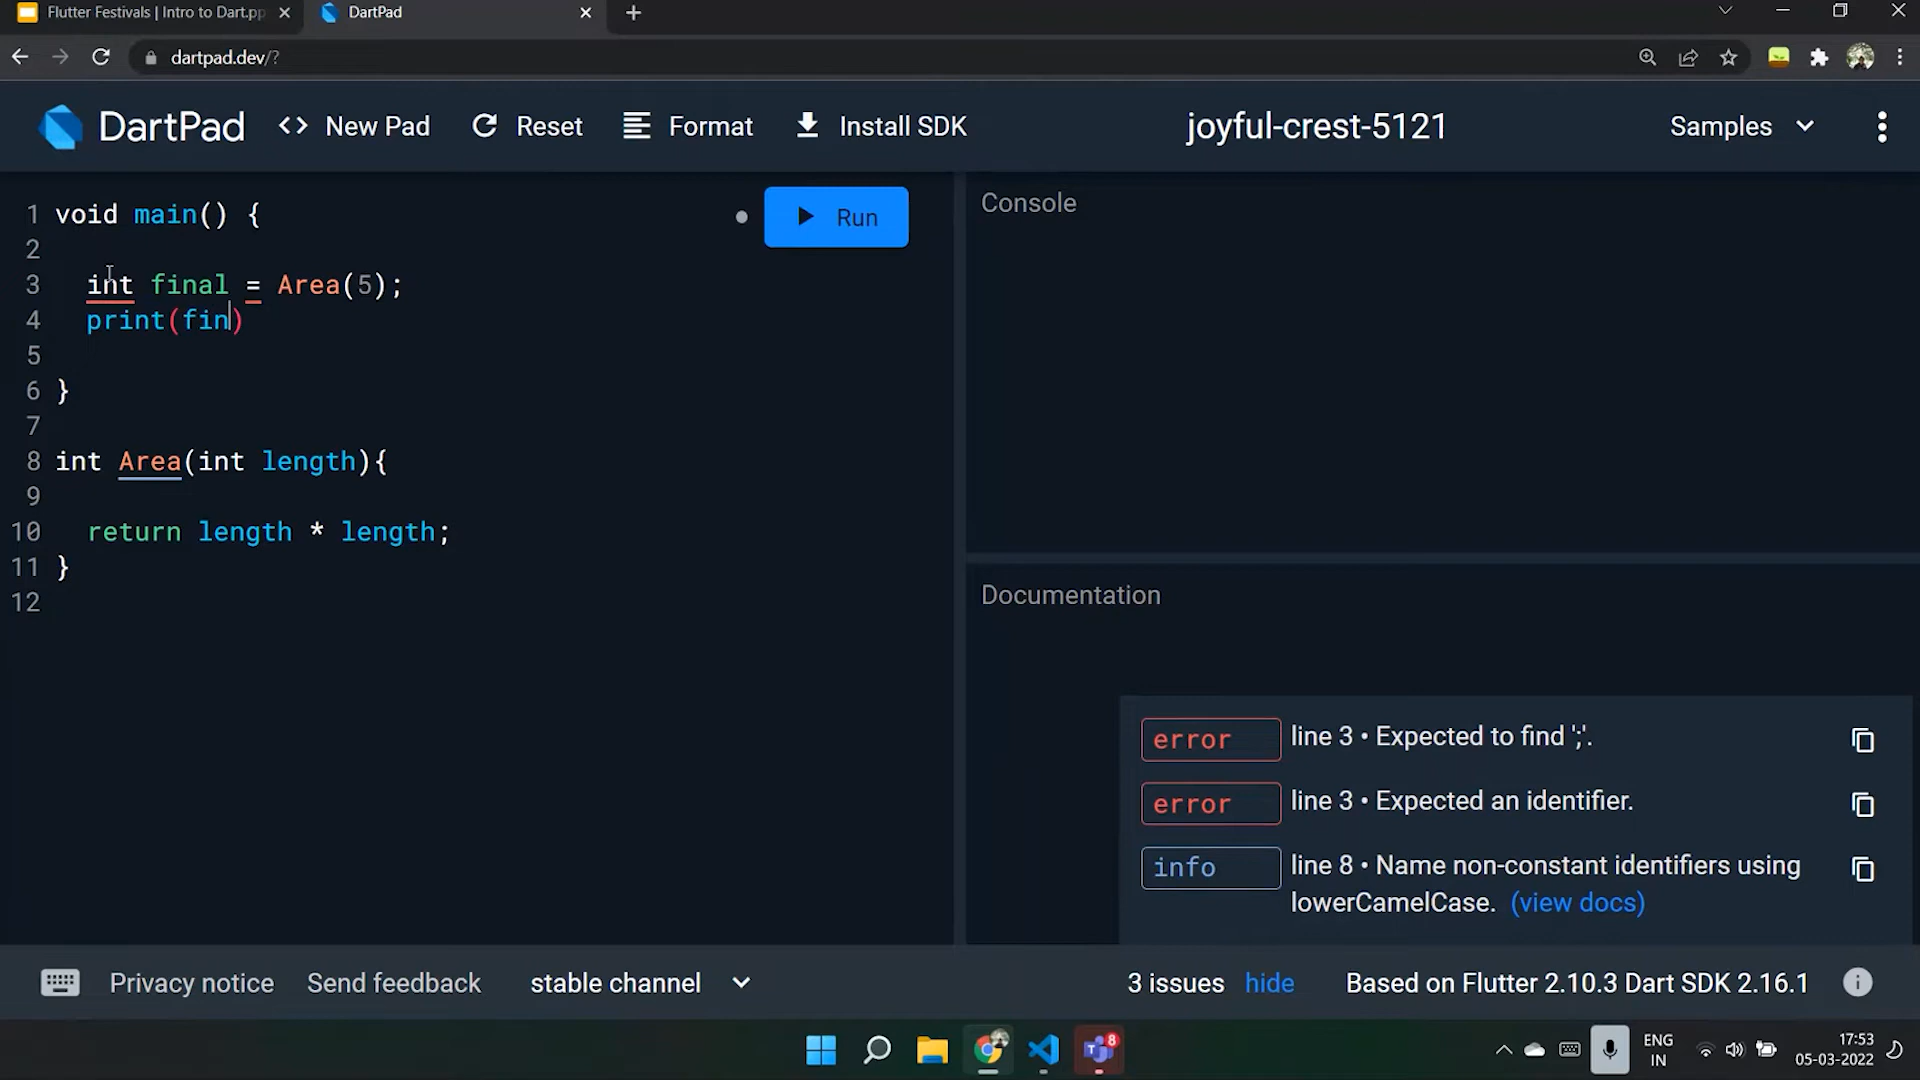 Flutter Festivals | Intro to Dart.pp
DartPad
dartpad.dev/?
DartPad
New Pad
Reset
Format
Install SDK
joyful-crest-5121
Samples
1 void main() {
2
3 int final = Area(5);
4 print(fin)
5
6 }
7
8 int Area(int length){
9
10 return length * length;
11 }
12
Run
Console
Documentation
error line 3 • Expected to find ';'.
error line 3 • Expected an identifier.
info line 8 • Name non-constant identifiers using
lowerCamelCase. (view docs)
Privacy notice
Send feedback
stable channel
3 issues
hide
Based on Flutter 2.10.3 Dart SDK 2.16.1
8
ENG
IN
17:53
05-03-2022